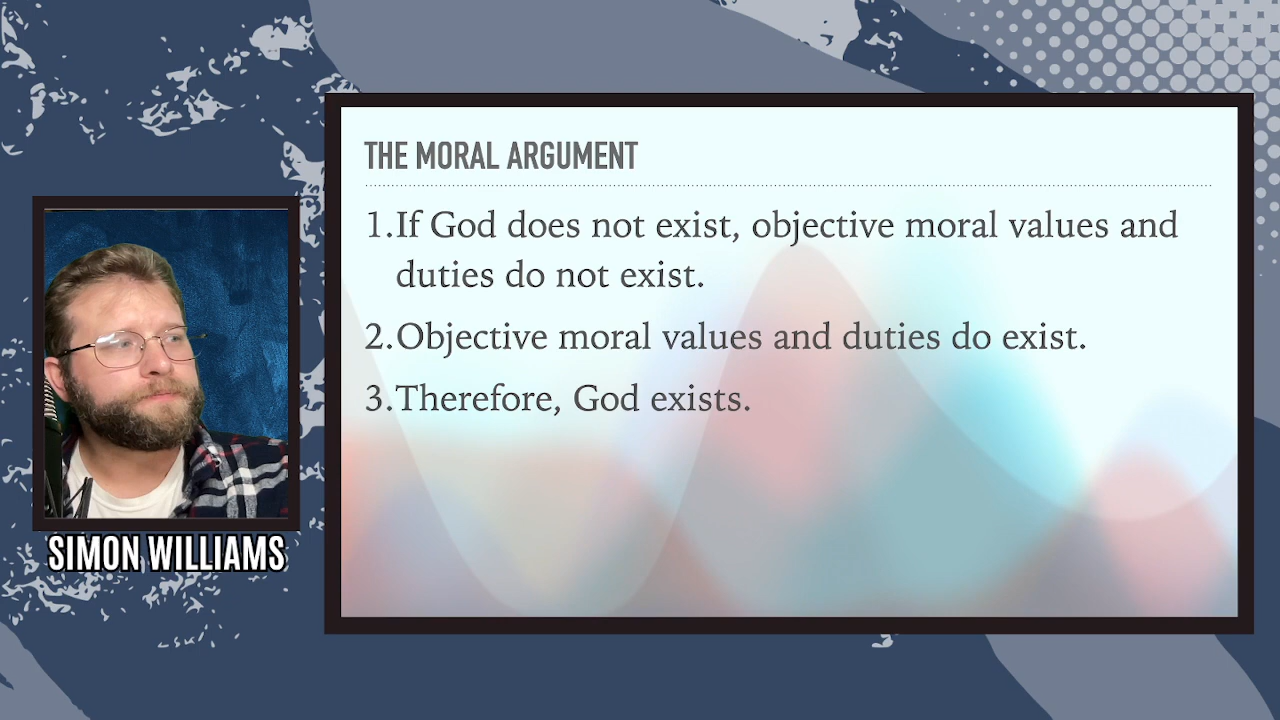 THE MORAL ARGUMENT
1.If God does not exist, objective moral values and
duties do not exist.
2.Objective moral values and duties do exist.
3.Therefore, God exists.
SIMON WILLIAMS